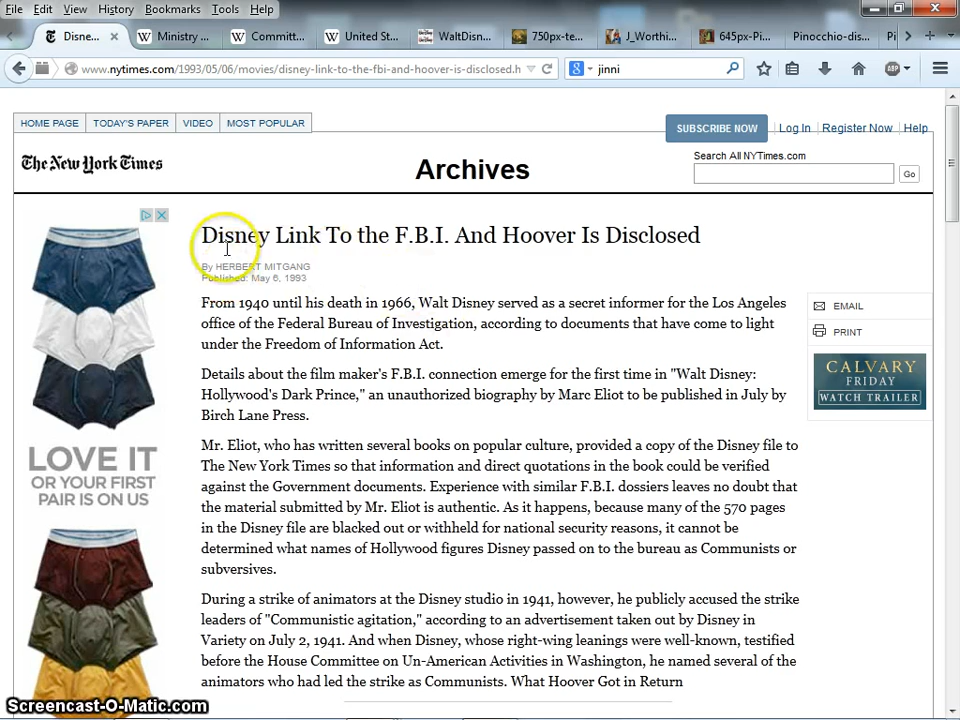 File Edit View History Bookmarks Tools Help
Disne... Ministry ... Committ... United St... WaltDisn... 750px-te... J_Worthi... 645px-Pi... Pinocchio-dis... Pi
www.nytimes.com/1993/05/06/movies/disney-link-to-the-fbi-and-hoover-is-disclosed.h jinni ABP
HOME PAGE TODAY'S PAPER VIDEO MOST POPULAR
SUBSCRIBE NOW Log In Register Now Help
The New York Times
Archives
Search All NYTimes.com
Go
Disney Link To the F.B.I. And Hoover Is Disclosed
By HERBERT MITGANG
Published: May 6, 1993
From 1940 until his death in 1966, Walt Disney served as a secret informer for the Los Angeles
office of the Federal Bureau of Investigation, according to documents that have come to light
under the Freedom of Information Act.
Details about the film maker's F.B.I. connection emerge for the first time in "Walt Disney:
Hollywood's Dark Prince," an unauthorized biography by Marc Eliot to be published in July by
Birch Lane Press.
Mr. Eliot, who has written several books on popular culture, provided a copy of the Disney file to
The New York Times so that information and direct quotations in the book could be verified
against the Government documents. Experience with similar F.B.I. dossiers leaves no doubt that
the material submitted by Mr. Eliot is authentic. As it happens, because many of the 570 pages
in the Disney file are blacked out or withheld for national security reasons, it cannot be
determined what names of Hollywood figures Disney passed on to the bureau as Communists or
subversives.
During a strike of animators at the Disney studio in 1941, however, he publicly accused the strike
leaders of "Communistic agitation," according to an advertisement taken out by Disney in
Variety on July 2, 1941. And when Disney, whose right-wing leanings were well-known, testified
before the House Committee on Un-American Activities in Washington, he named several of the
animators who had led the strike as Communists. What Hoover Got in Return
EMAIL
PRINT
CALVARY
FRIDAY
WATCH TRAILER
LOVE IT
OR YOUR FIRST
PAIR IS ON US
Screencast-O-Matic.com